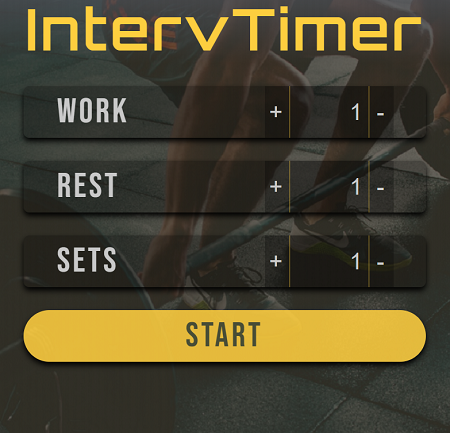 IntervTimer
WORK + 1 -
REST + 1 -
SETS + 1 -
START